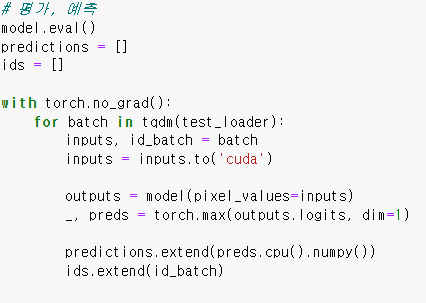 # 평가, 예측
model.eval()
predictions = []
ids = []
with torch.no_grad():
    for batch in tqdm(test_loader):
        inputs, id_batch = batch
        inputs = inputs.to('cuda')
        outputs = model(pixel_values=inputs)
        _, preds = torch.max(outputs.logits, dim=1)
        predictions.extend(preds.cpu().numpy())
        ids.extend(id_batch)